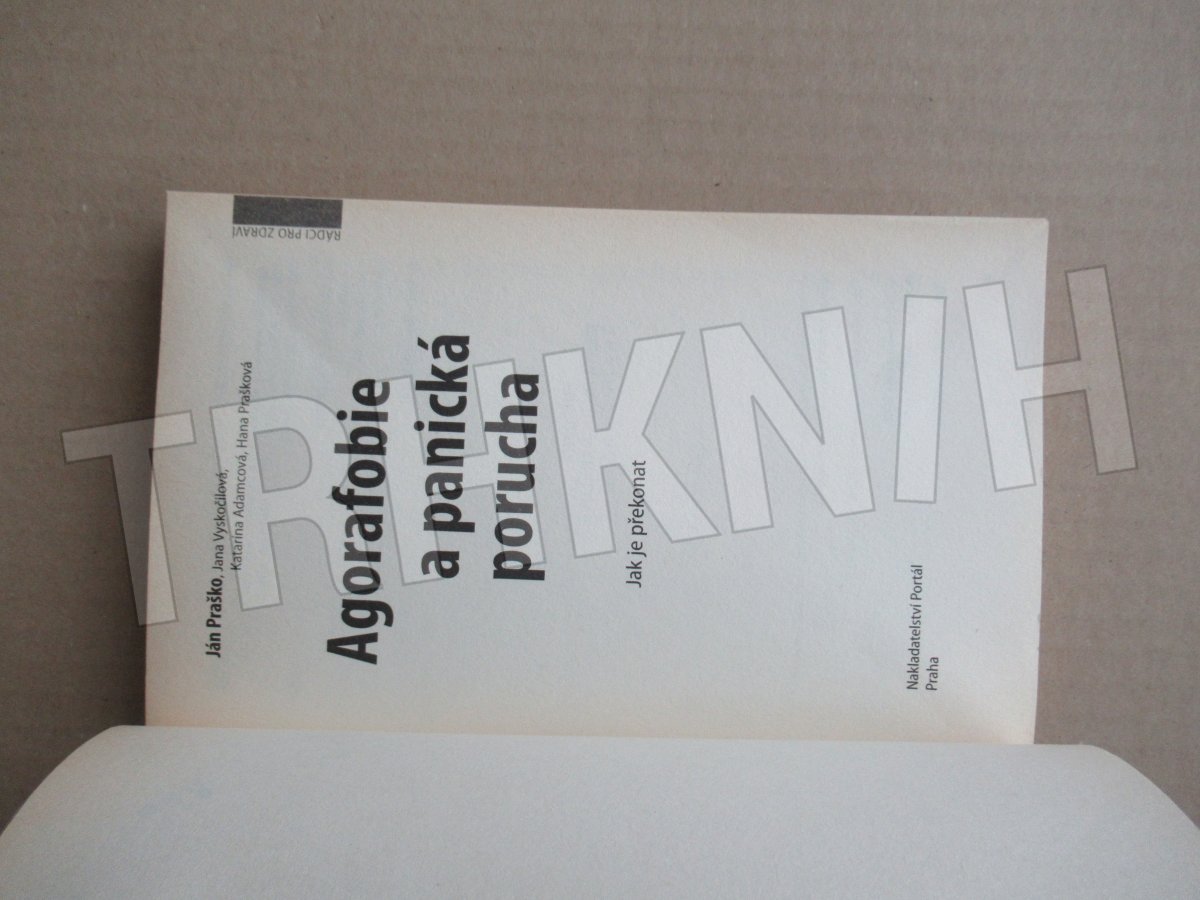 RÁDCI PRO ZDRAVÍ
Ján Praško, Jana Vyskočilová,
Katarína Adamcová, Hana Prašková
Agorafobie
a panická
porucha
Jak je překonat
Nakladatelství Portál
Praha
TRHKNIH